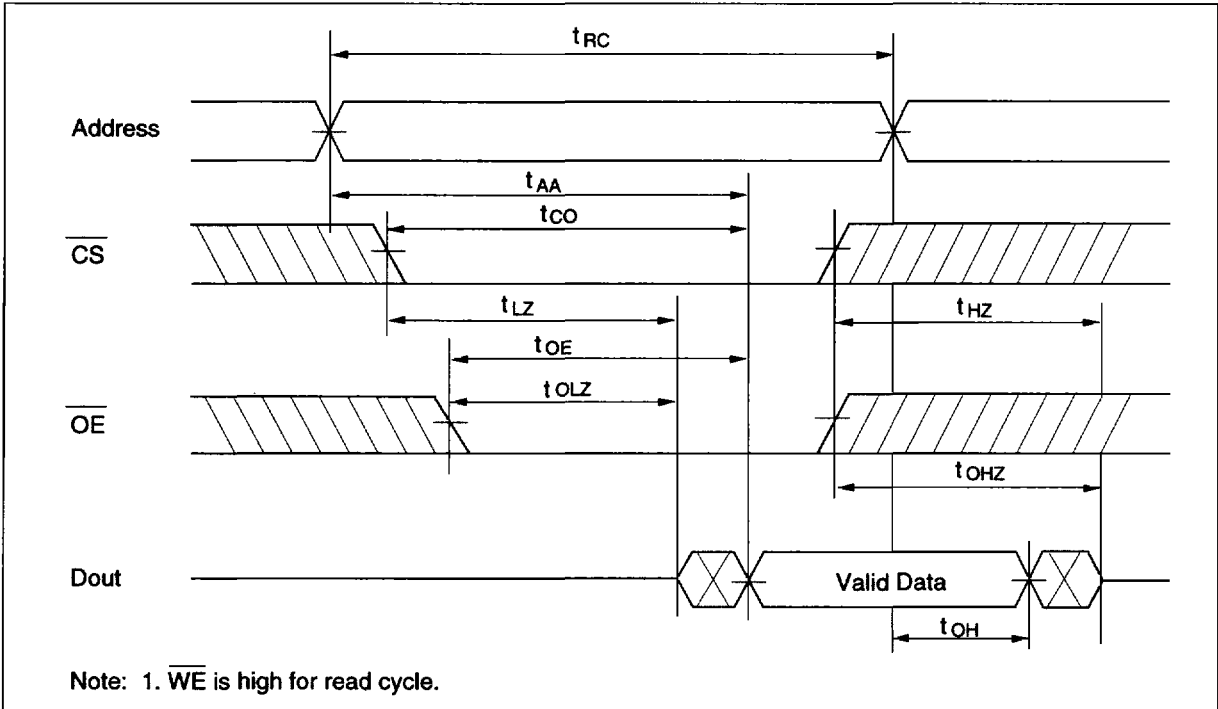 tRC
Address
tAA
tCO
CS
tLZ
tHZ
tOE
tOLZ
OE
tOHZ
Dout
Valid Data
tOH
Note: 1. WE is high for read cycle.